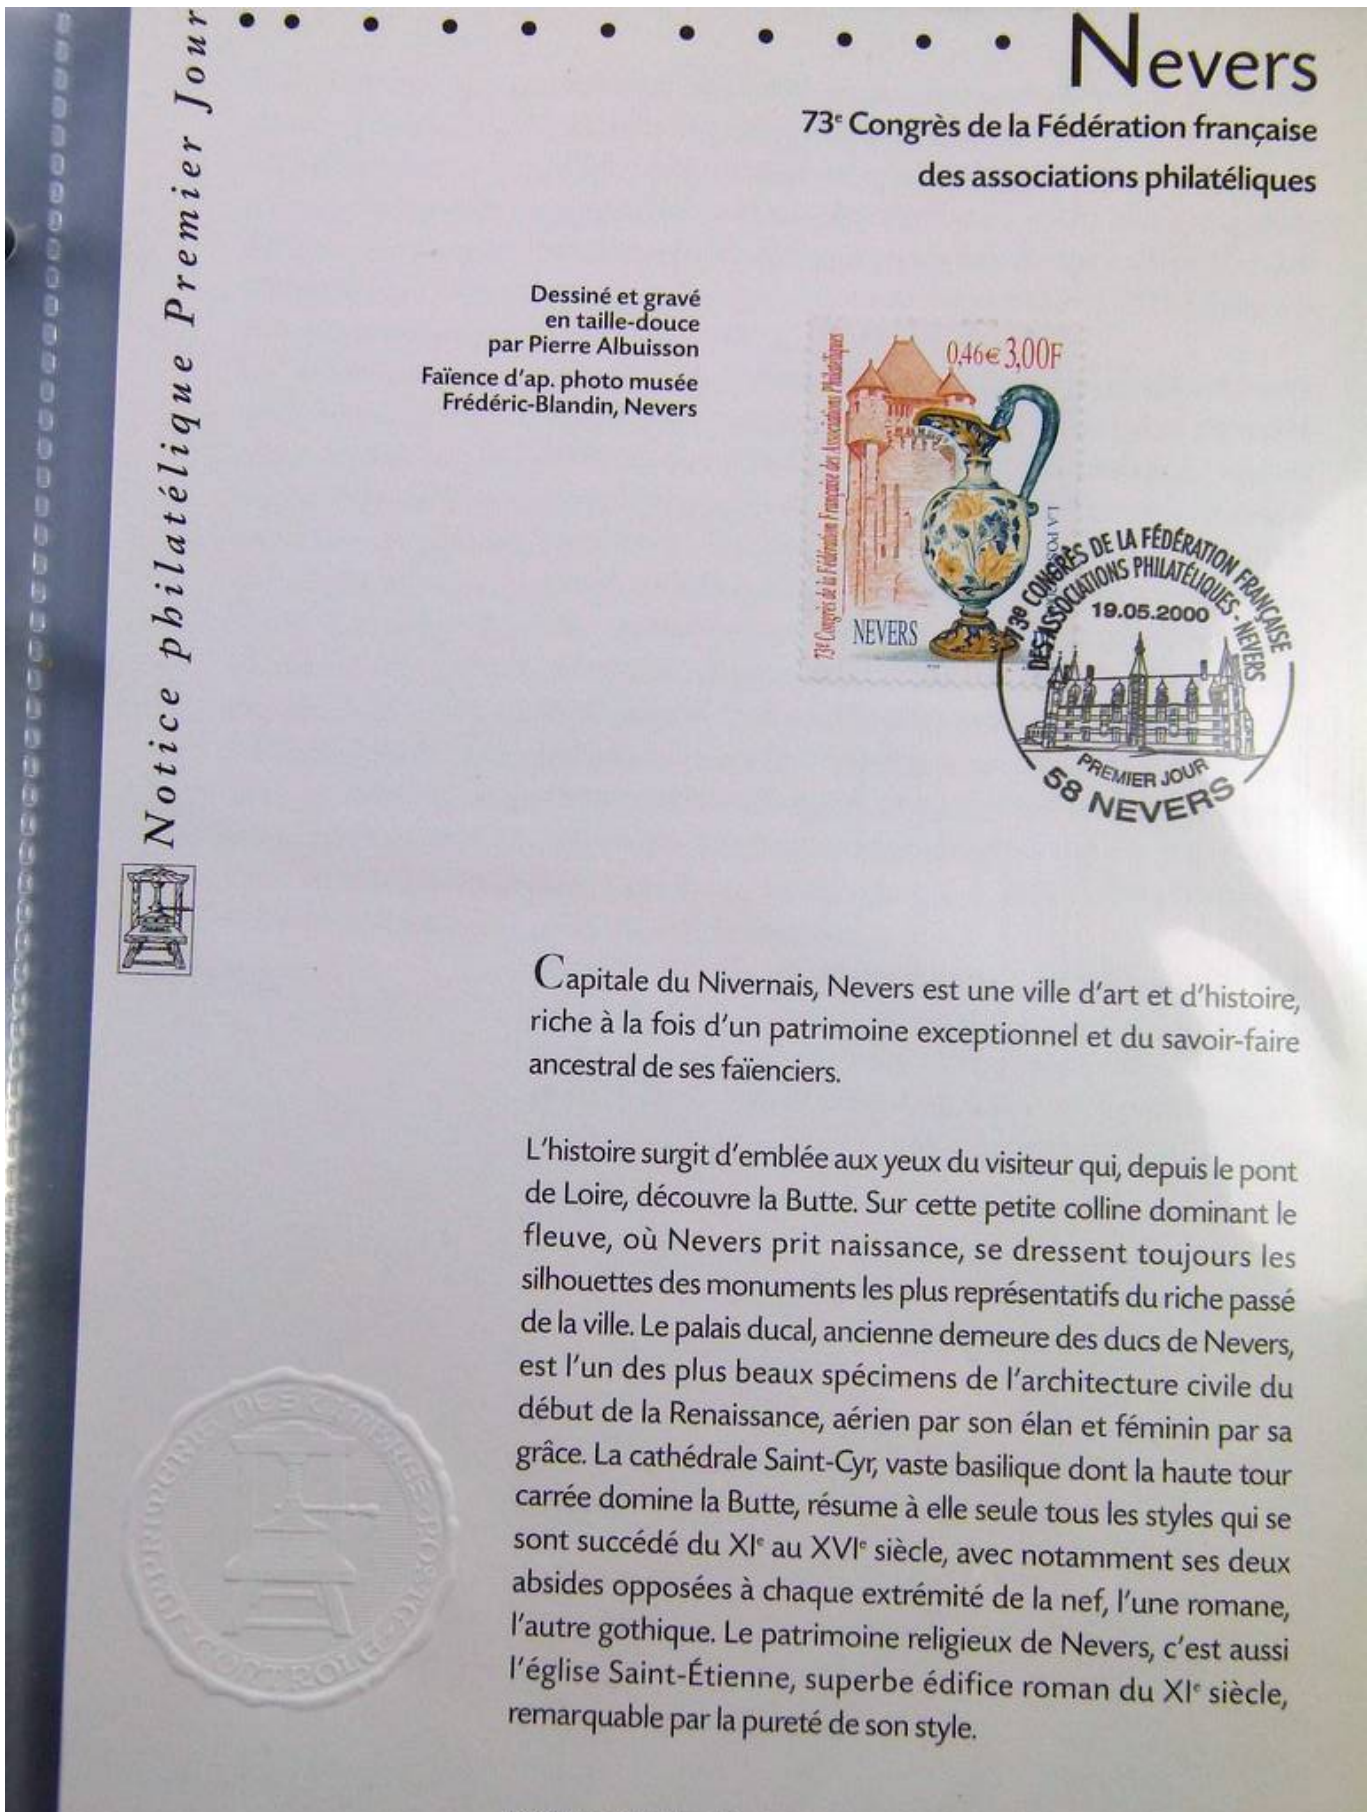 Notice philatélique Premier Jour
Nevers
73e Congrès de la Fédération française
des associations philatéliques
Dessiné et gravé
en taille-douce
par Pierre Albuisson
Faïence d'ap. photo musée
Frédéric-Blandin, Nevers
73e Congrès de la Fédération Française des Associations Philatéliques
0,46€ 3,00F
NEVERS
LA
73e CONGRÈS DE LA FÉDÉRATION FRANÇAISE
DES ASSOCIATIONS PHILATÉLIQUES - NEVERS
19.05.2000
PREMIER JOUR
58 NEVERS
Capitale du Nivernais, Nevers est une ville d'art et d'histoire,
riche à la fois d'un patrimoine exceptionnel et du savoir-faire
ancestral de ses faïenciers.
L'histoire surgit d'emblée aux yeux du visiteur qui, depuis le pont
de Loire, découvre la Butte. Sur cette petite colline dominant le
fleuve, où Nevers prit naissance, se dressent toujours les
silhouettes des monuments les plus représentatifs du riche passé
de la ville. Le palais ducal, ancienne demeure des ducs de Nevers,
est l'un des plus beaux spécimens de l'architecture civile du
début de la Renaissance, aérien par son élan et féminin par sa
grâce. La cathédrale Saint-Cyr, vaste basilique dont la haute tour
carrée domine la Butte, résume à elle seule tous les styles qui se
sont succédé du XIe au XVIe siècle, avec notamment ses deux
absides opposées à chaque extrémité de la nef, l'une romane,
l'autre gothique. Le patrimoine religieux de Nevers, c'est aussi
l'église Saint-Étienne, superbe édifice roman du XIe siècle,
remarquable par la pureté de son style.
IMPRIMERIE DES TIMBRES-POSTE
CONTROLE